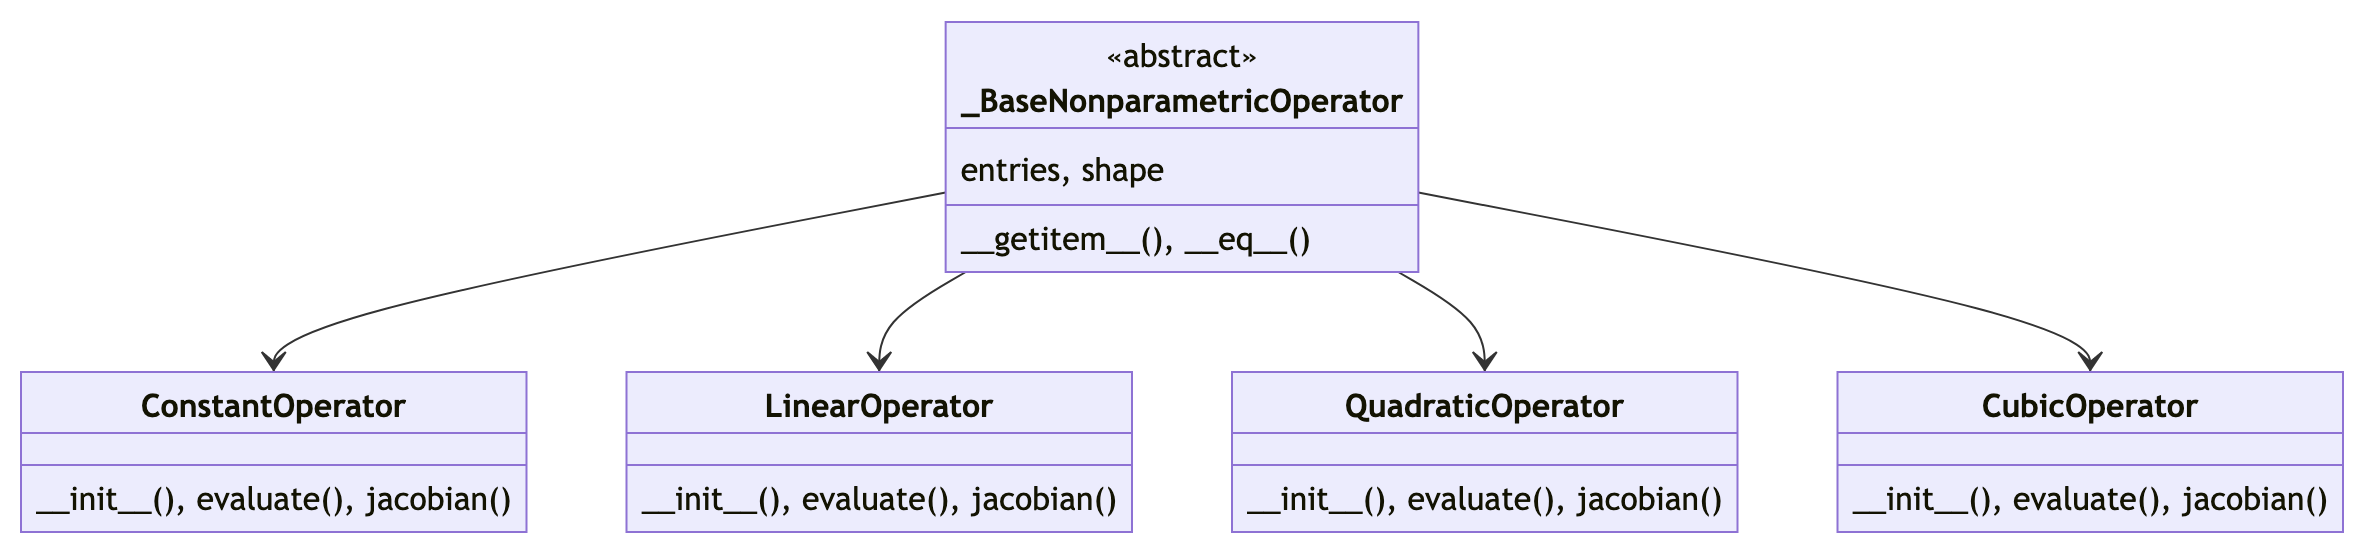 «abstract»
_BaseNonparametricOperator
entries, shape
__getitem__(), __eq__()
ConstantOperator
__init__(), evaluate(), jacobian()
LinearOperator
__init__(), evaluate(), jacobian()
QuadraticOperator
__init__(), evaluate(), jacobian()
CubicOperator
__init__(), evaluate(), jacobian()